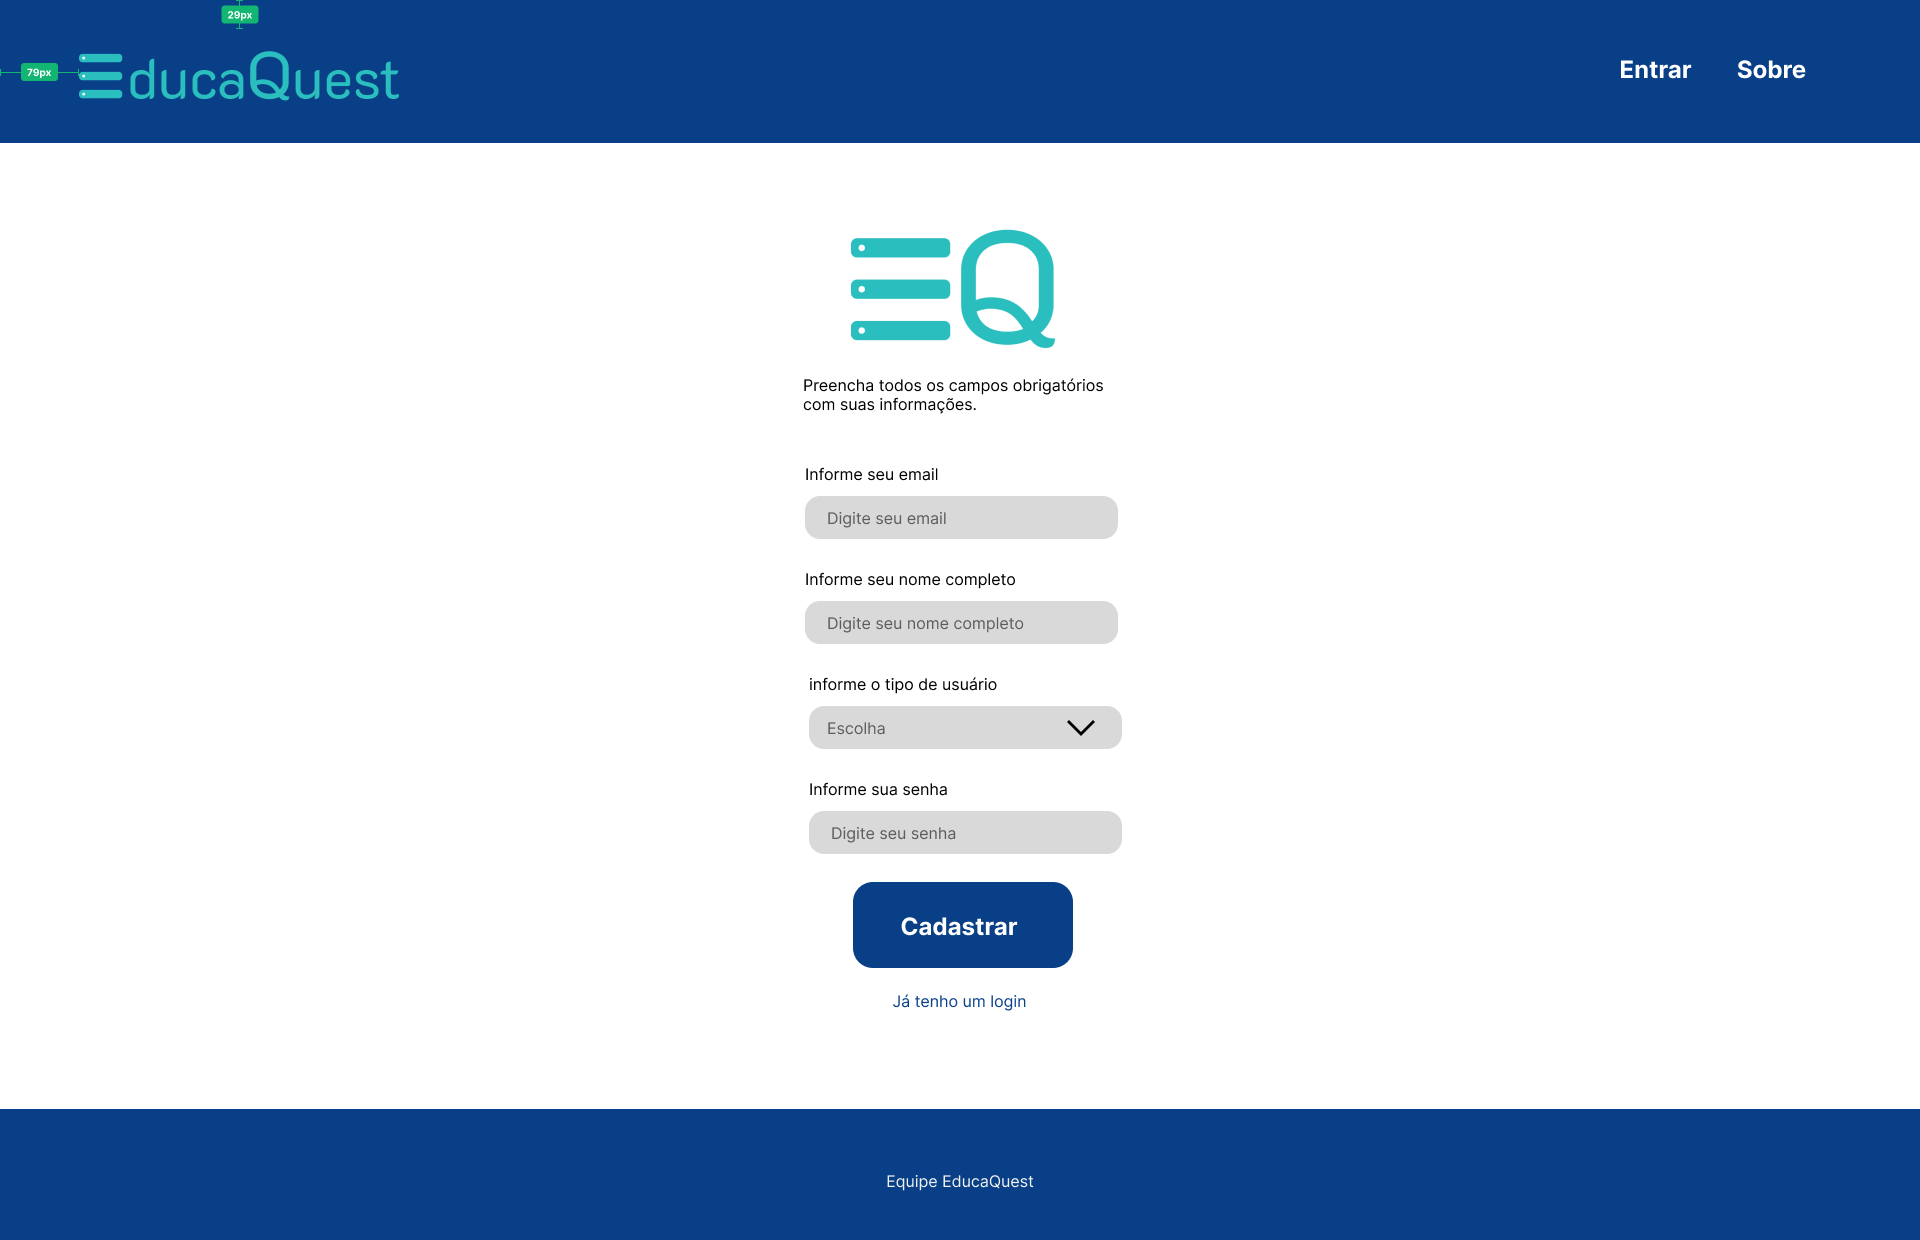 29px
79px
EducaQuest
Entrar
Sobre
EQ
Preencha todos os campos obrigatórios
com suas informações.
Informe seu email
Digite seu email
Informe seu nome completo
Digite seu nome completo
informe o tipo de usuário
Escolha
Informe sua senha
Digite seu senha
Cadastrar
Já tenho um login
Equipe EducaQuest